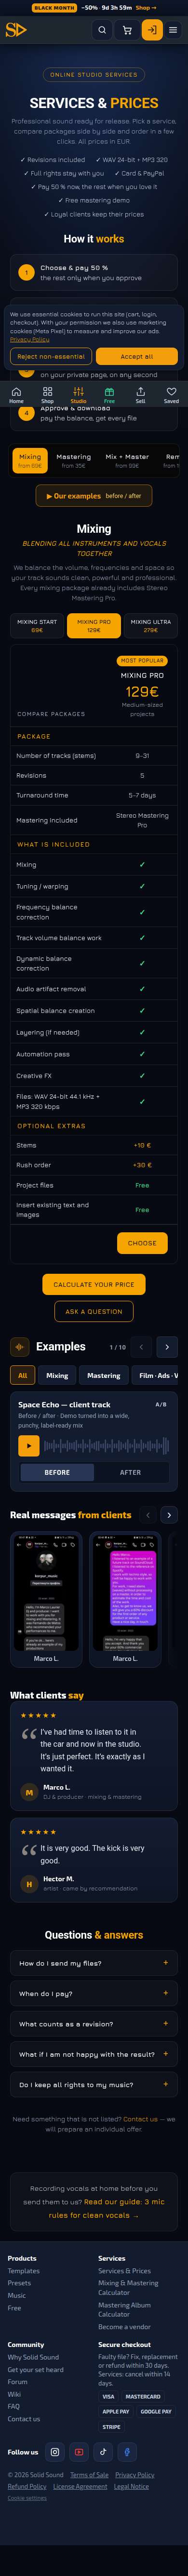 BLACK MONTH −50% · 9d 3h 59m Shop →
ONLINE STUDIO SERVICES
SERVICES & PRICES
Professional sound ready for release. Pick a service,
compare packages side by side and order in a few
clicks. All prices in EUR.
✓ Revisions included ✓ WAV 24-bit + MP3 320
✓ Full rights stay with you ✓ Card & PayPal
✓ Pay 50 % now, the rest when you love it
✓ Free mastering demo
✓ Loyal clients keep their prices
How it works
1 Choose & pay 50 %
the rest only when you approve
We use essential cookies to run this site (cart, login,
checkout). With your permission we also use marketing
cookies (Meta Pixel) to measure and improve our ads.
Privacy Policy
Reject non-essential Accept all
on your private page, on any second
Home Shop Studio Free Sell Saved
4 Approve & download
pay the balance, get every file
Mixing Mastering Mix + Master
from 69€ from 35€
▶ Our examples before / after
Mixing
BLENDING ALL INSTRUMENTS AND VOCALS
TOGETHER
We balance the volume, frequencies and space so
your track sounds clean, powerful and professional.
Every mixing package already includes Stereo
Mastering Pro.
MIXING START MIXING PRO MIXING ULTRA
69€ 129€ 279€
MOST POPULAR
MIXING PRO
129€
Medium-sized
projects
COMPARE PACKAGES
PACKAGE
Number of tracks (stems) 9–31
Revisions 5
Turnaround time 5–7 days
Mastering included Stereo Mastering
Pro
WHAT IS INCLUDED
Mixing ✓
Tuning / warping ✓
Frequency balance
correction ✓
Track volume balance work ✓
Dynamic balance
correction ✓
Audio artifact removal ✓
Spatial balance creation ✓
Layering (if needed) ✓
Automation pass ✓
Creative FX ✓
Files: WAV 24-bit 44.1 kHz +
MP3 320 kbps ✓
OPTIONAL EXTRAS
Stems +10 €
Rush order +30 €
Project files Free
Insert existing text and
images Free
CHOOSE
CALCULATE YOUR PRICE
ASK A QUESTION
Examples 1 / 10
All Mixing Mastering Film · Ads · V
Space Echo — client track A/B
Before / after · Demo turned into a wide,
punchy, label-ready mix
BEFORE AFTER
Real messages from clients
Marco L. Marco L.
What clients say
★★★★★
I've had time to listen to it in
the car and now in the studio.
It's just perfect. It's exactly as I
wanted it.
M Marco L.
DJ & producer · mixing & mastering
★★★★★
It is very good. The kick is very
good.
H Hector M.
artist · came by recommendation
Questions & answers
How do I send my files? +
When do I pay? +
What counts as a revision? +
What if I am not happy with the result? +
Do I keep all rights to my music? +
Something that is not listed? Contact us — we
will prepare an individual offer.
Recording vocals at home before you
send them to us? Read our guide: 3 mic
rules for clean vocals →
Products Services
Templates Services & Prices
Presets Mixing & Mastering
Calculator
Music Mastering Album
Calculator
Free Become a vendor
Community Secure checkout
Why Solid Sound Faulty file? Fix, replacement
or refund within 30 days.
Services: cancel within 14
days.
Get your set heard
Forum
Wiki
FAQ
Contact us
VISA MASTERCARD
APPLE PAY GOOGLE PAY
STRIPE
Follow us
© 2026 Solid Sound Terms of Sale Privacy Policy
Refund Policy License Agreement Legal Notice
Cookie settings